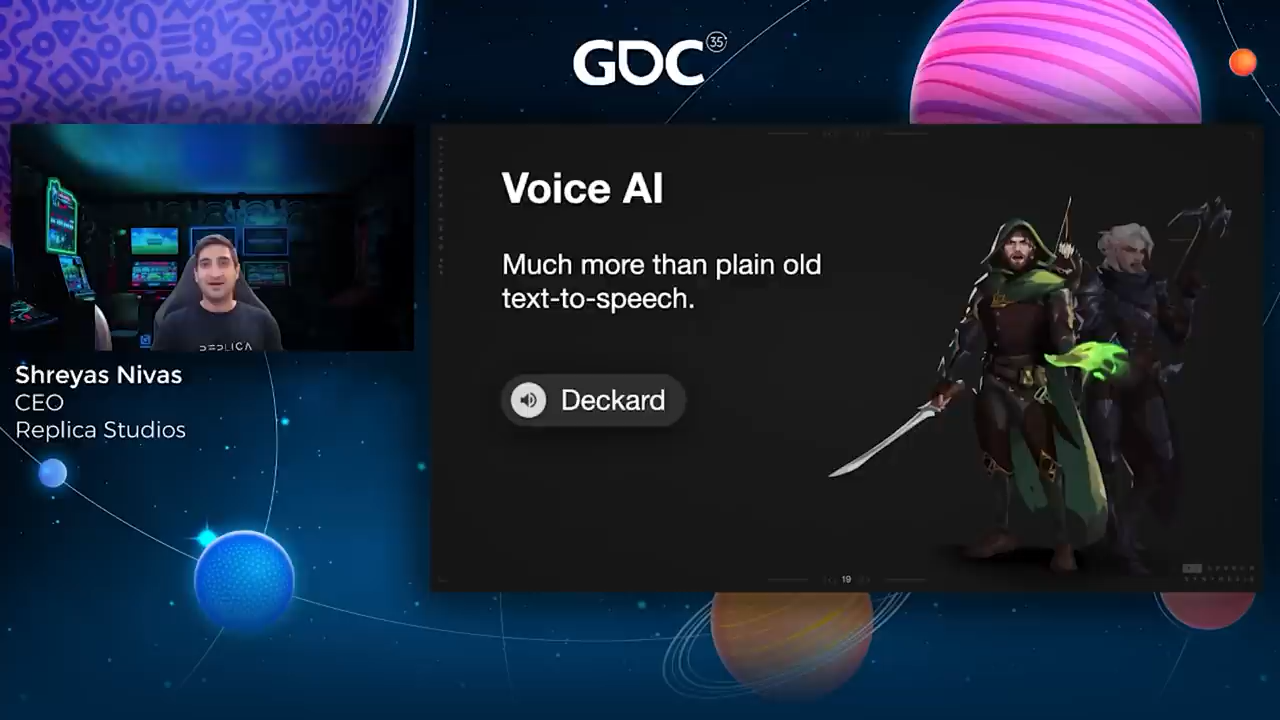 GDC 35
Voice AI
Much more than plain old
text-to-speech.
Deckard
REPLICA
Shreyas Nivas
CEO
Replica Studios
19